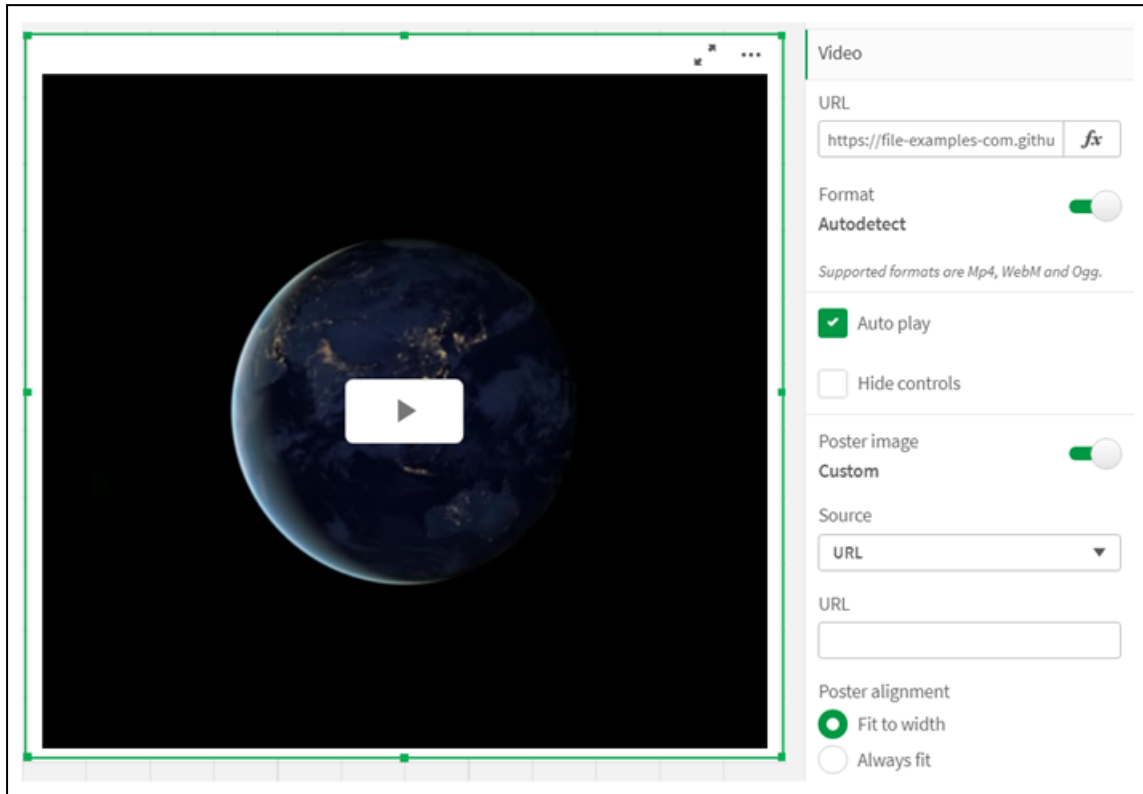 Video
URL
https://file-examples-com.githu
fx
Format
Autodetect
Supported formats are Mp4, WebM and Ogg.
Auto play
Hide controls
Poster image
Custom
Source
URL
URL
Poster alignment
Fit to width
Always fit